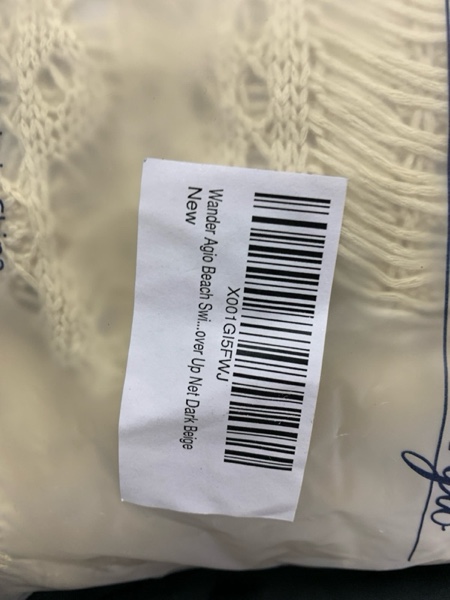 X001GI5FWJ
Wander Agio Beach Swi...over Up Net Dark Beige
New